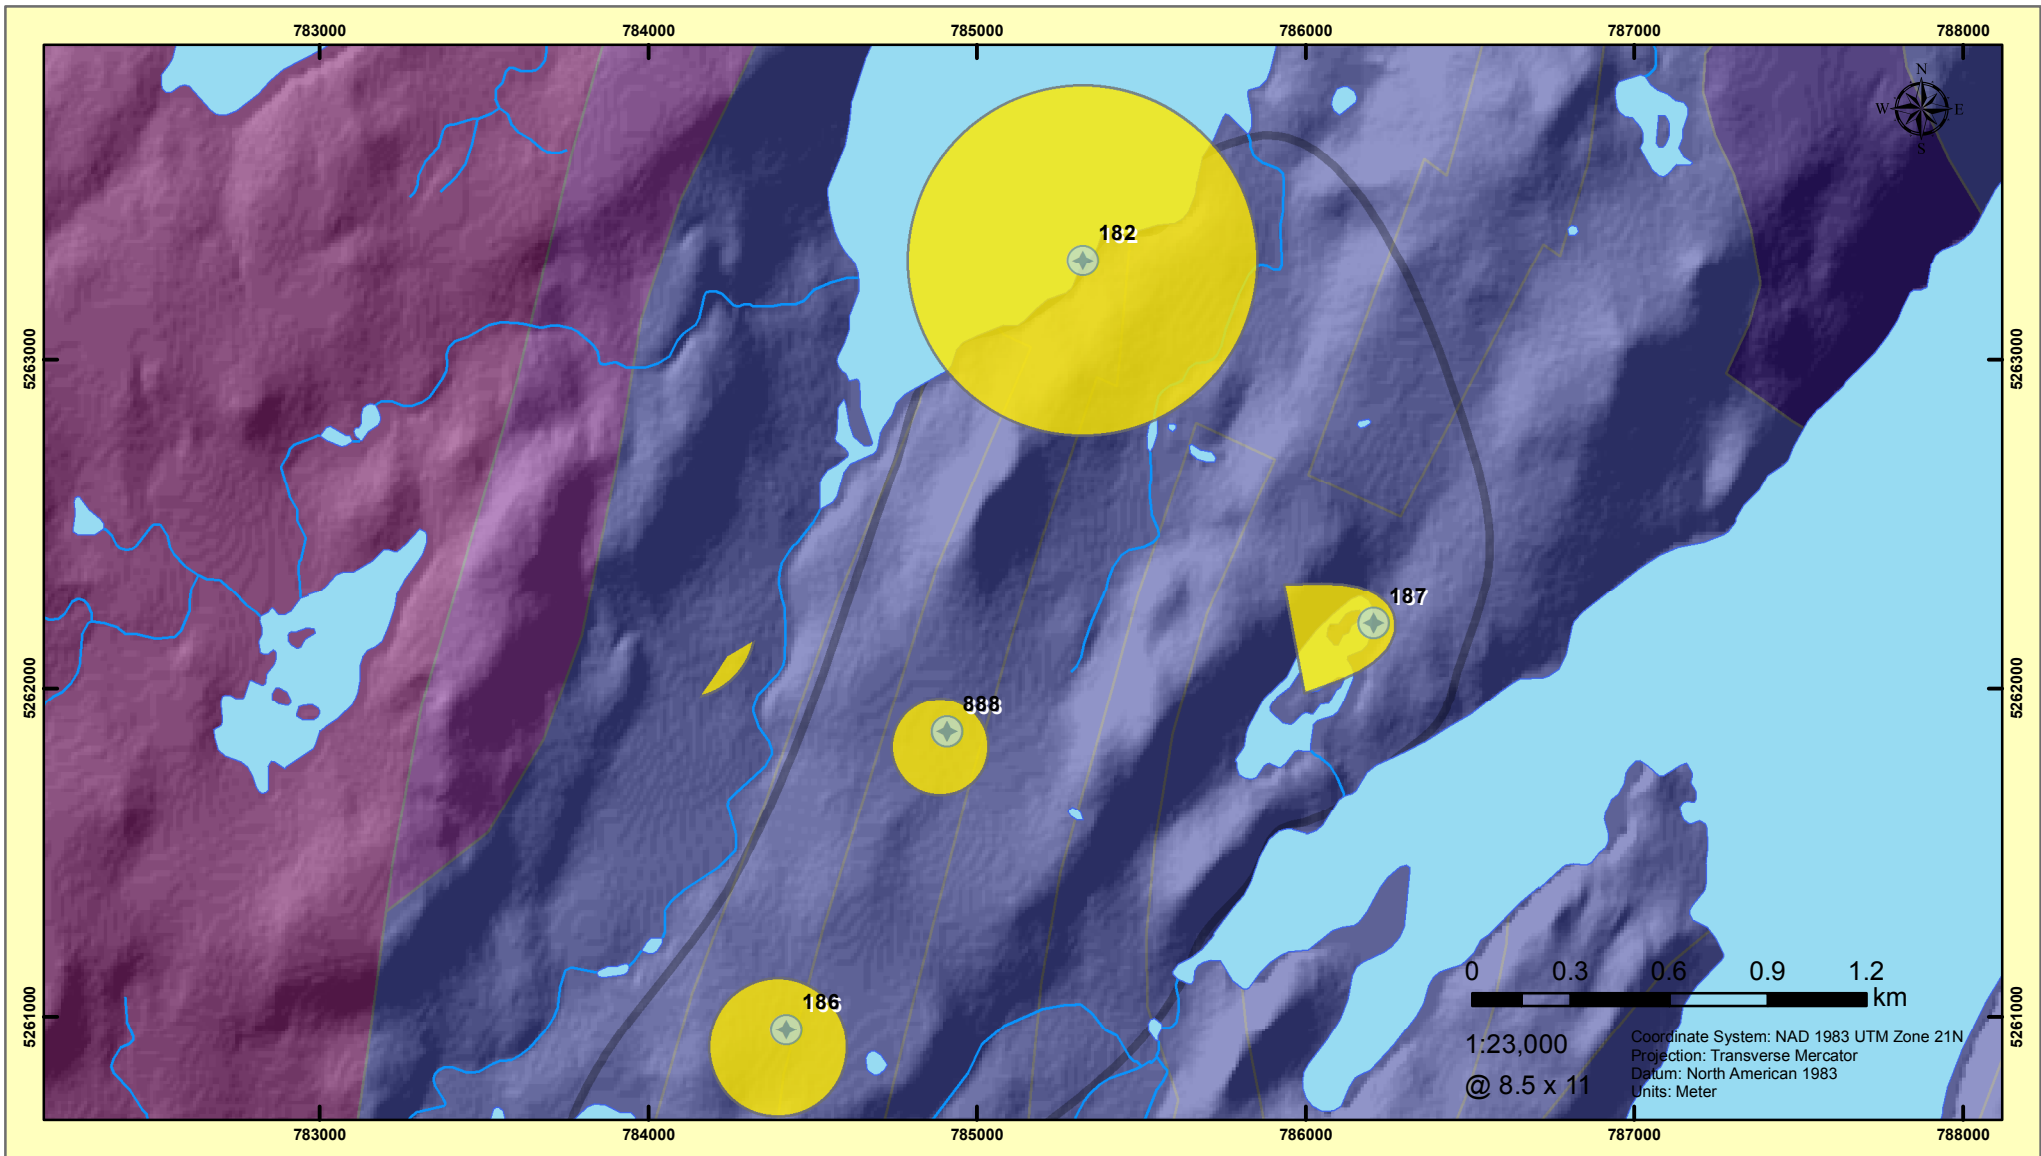 783000 784000 785000 786000 787000 788000
N
W E
S
182
5263000 5263000
187
5262000 5262000
888
0 0.3 0.6 0.9 1.2
km
186
5261000 5261000
1:23,000
@ 8.5 x 11
Coordinate System: NAD 1983 UTM Zone 21N
Projection: Transverse Mercator
Datum: North American 1983
Units: Meter
783000 784000 785000 786000 787000 788000